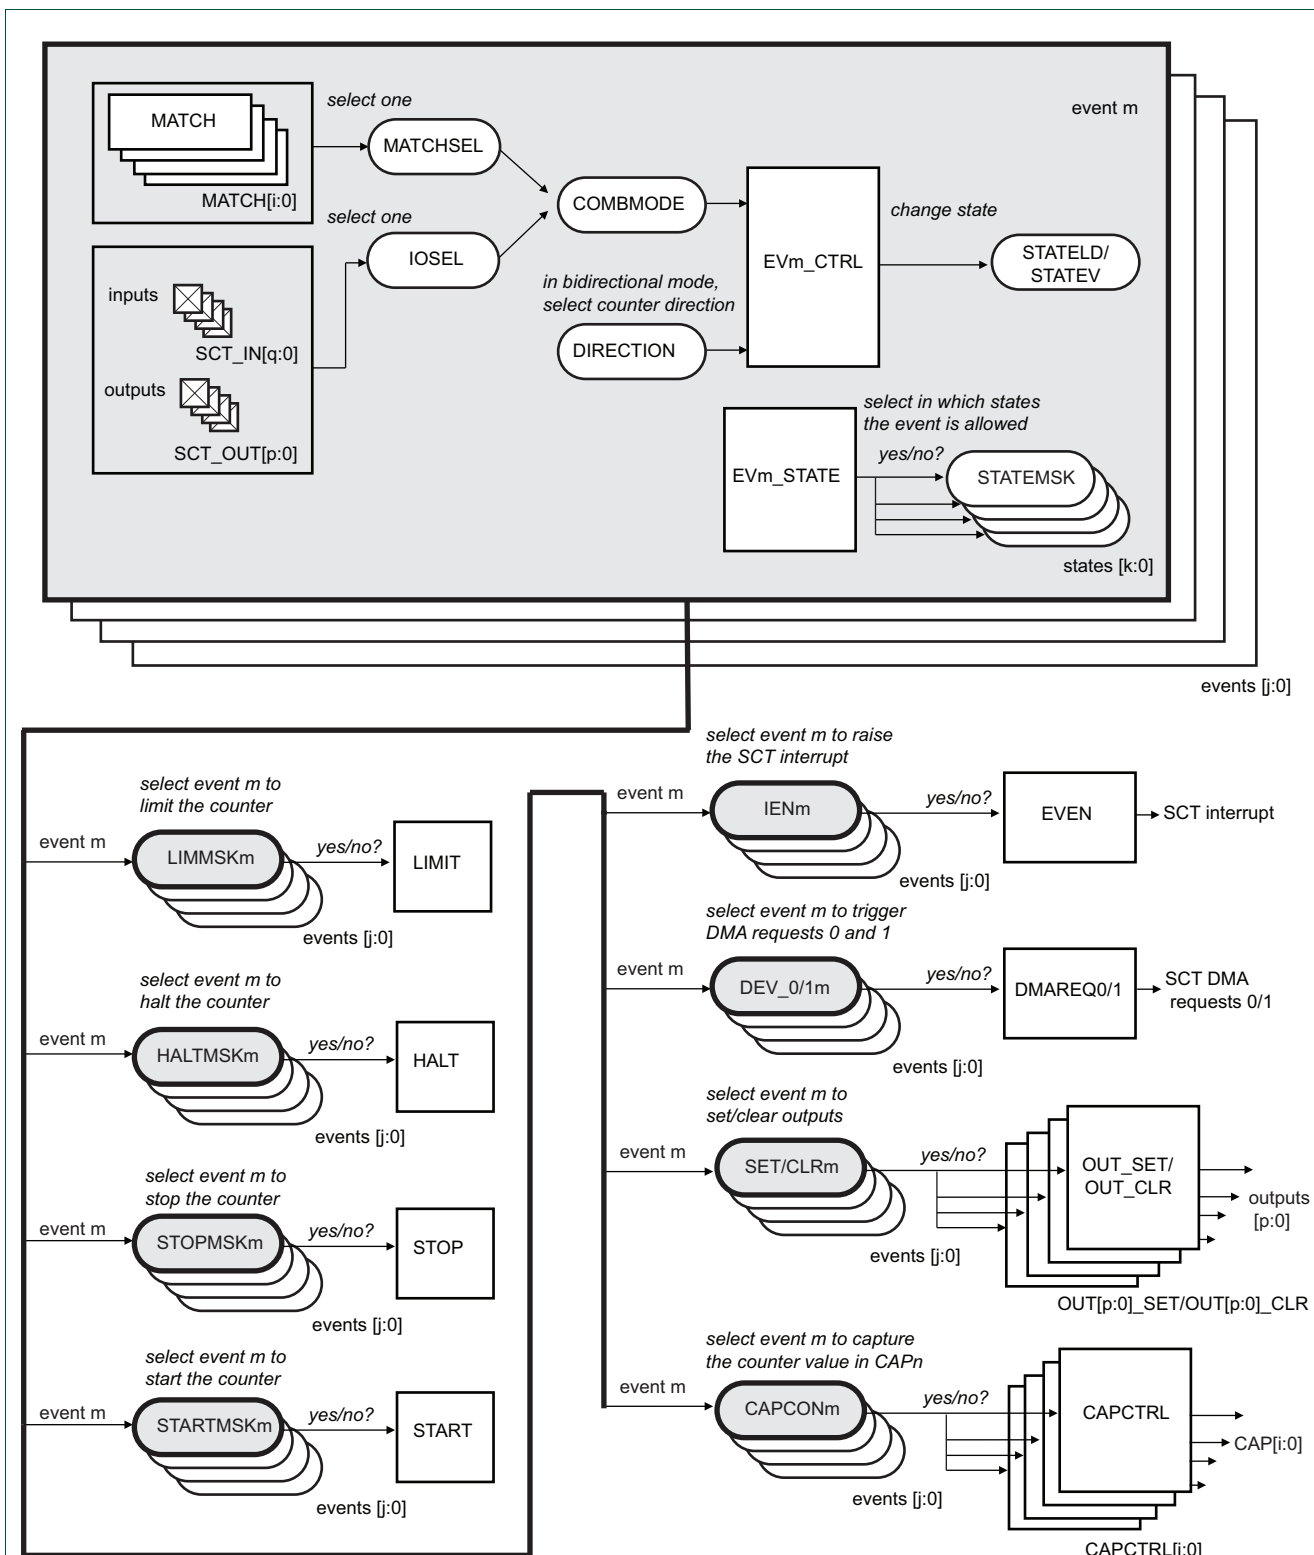 event m
select one
MATCH
MATCHSEL
MATCH[i:0]
select one
IOSEL
COMBMODE
EVm_CTRL
change state
STATELD/
STATEV
inputs
SCT_IN[q:0]
outputs
SCT_OUT[p:0]
in bidirectional mode,
select counter direction
DIRECTION
select in which states
the event is allowed
yes/no?
EVm_STATE
STATEMSK
states [k:0]
events [j:0]
select event m to
limit the counter
event m
LIMMSKm
yes/no?
LIMIT
events [j:0]
select event m to
halt the counter
event m
HALTMSKm
yes/no?
HALT
events [j:0]
select event m to
stop the counter
event m
STOPMSKm
yes/no?
STOP
events [j:0]
select event m to
start the counter
event m
STARTMSKm
yes/no?
START
events [j:0]
select event m to raise
the SCT interrupt
event m
IENm
yes/no?
EVEN
SCT interrupt
events [j:0]
select event m to trigger
DMA requests 0 and 1
event m
DEV_0/1m
yes/no?
DMAREQ0/1
SCT DMA
requests 0/1
events [j:0]
select event m to
set/clear outputs
event m
SET/CLRm
yes/no?
OUT_SET/
OUT_CLR
outputs
[p:0]
events [j:0]
OUT[p:0]_SET/OUT[p:0]_CLR
select event m to capture
the counter value in CAPn
event m
CAPCONm
yes/no?
CAPCTRL
CAP[i:0]
events [j:0]
CAPCTRL[i:0]